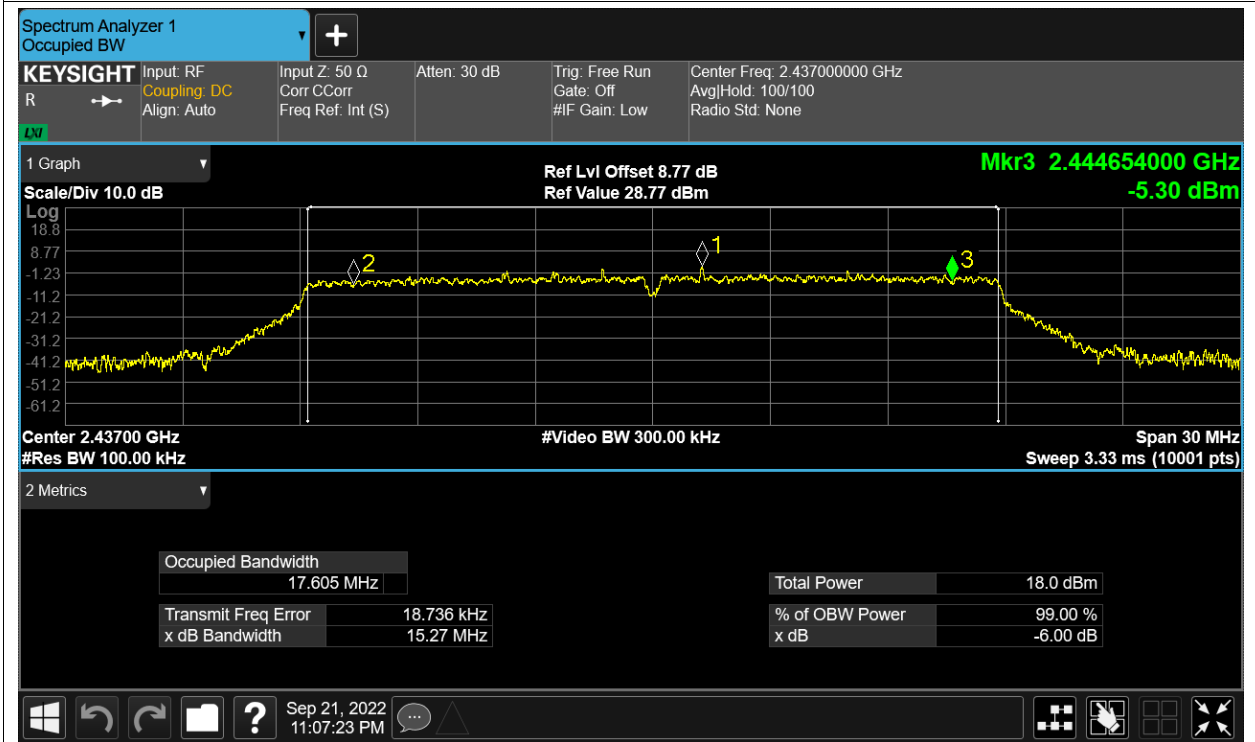 Spectrum Analyzer 1
Occupied BW
+
KEYSIGHT
R
LXI
Input: RF
Coupling: DC
Align: Auto
Input Z: 50 Ω
Corr CCorr
Freq Ref: Int (S)
Atten: 30 dB
Trig: Free Run
Gate: Off
#IF Gain: Low
Center Freq: 2.437000000 GHz
Avg|Hold: 100/100
Radio Std: None
1 Graph
Scale/Div 10.0 dB
Ref Lvl Offset 8.77 dB
Ref Value 28.77 dBm
Mkr3 2.444654000 GHz
-5.30 dBm
Log
18.8
8.77
-1.23
-11.2
-21.2
-31.2
-41.2
-51.2
-61.2
2
1
3
Center 2.43700 GHz
#Res BW 100.00 kHz
#Video BW 300.00 kHz
Span 30 MHz
Sweep 3.33 ms (10001 pts)
2 Metrics
Occupied Bandwidth
17.605 MHz
Transmit Freq Error 18.736 kHz
x dB Bandwidth 15.27 MHz
Total Power 18.0 dBm
% of OBW Power 99.00 %
x dB -6.00 dB
?
Sep 21, 2022
11:07:23 PM